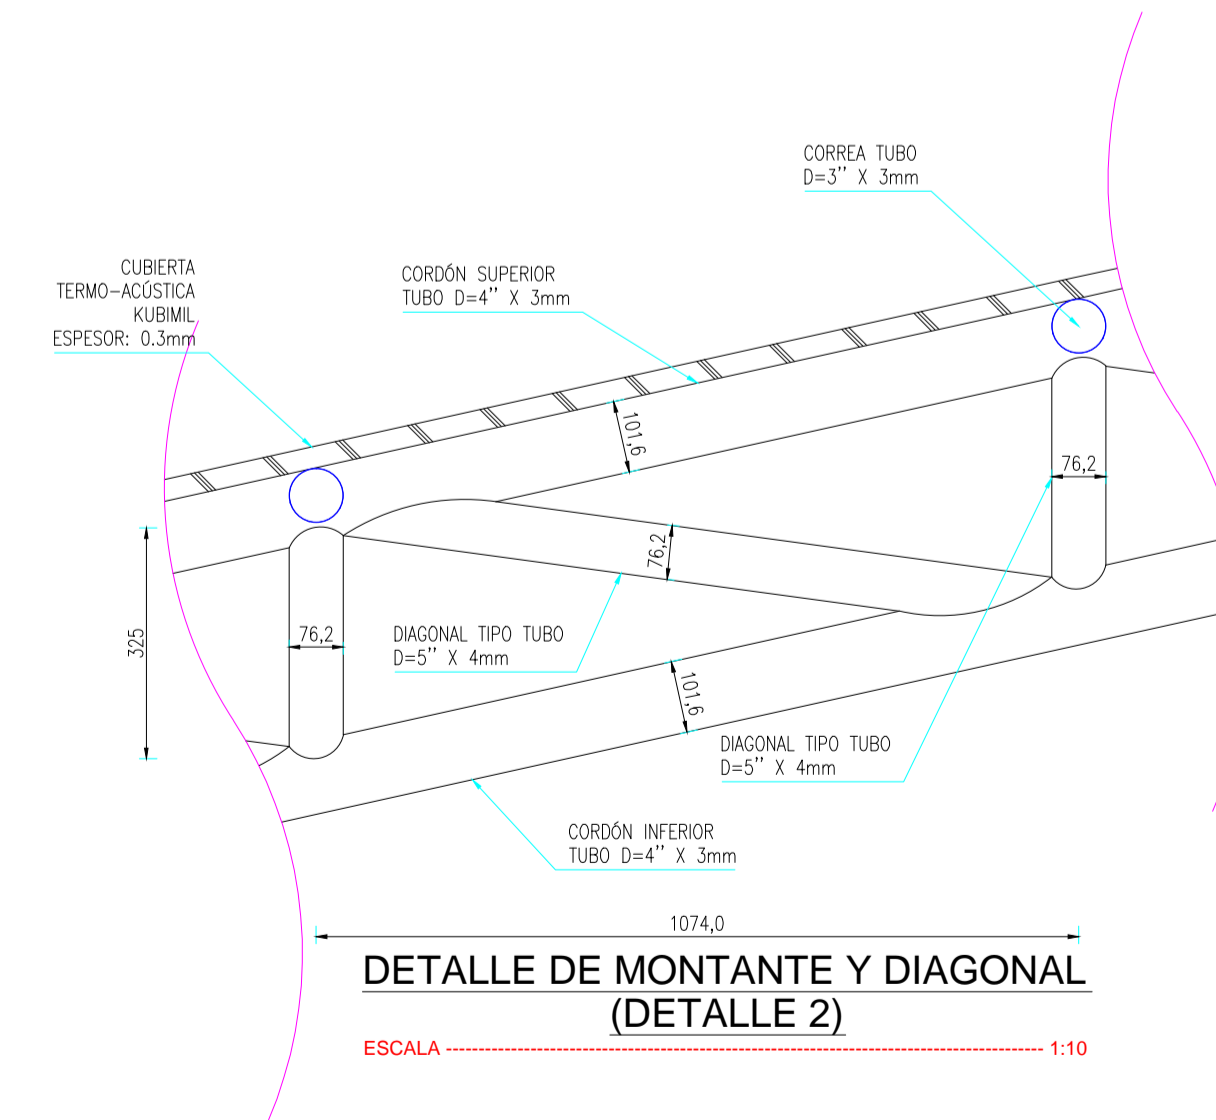 CORREA TUBO
D=3'' X 3mm
CUBIERTA
TERMO-ACÚSTICA
KUBIMIL
ESPESOR: 0.3mm
CORDÓN SUPERIOR
TUBO D=4'' X 3mm
101,6
76,2
76,2
325
76,2
DIAGONAL TIPO TUBO
D=5'' X 4mm
101,6
DIAGONAL TIPO TUBO
D=5'' X 4mm
CORDÓN INFERIOR
TUBO D=4'' X 3mm
1074,0
DETALLE DE MONTANTE Y DIAGONAL
(DETALLE 2)
ESCALA ---------------------------------------------------------------- 1:10